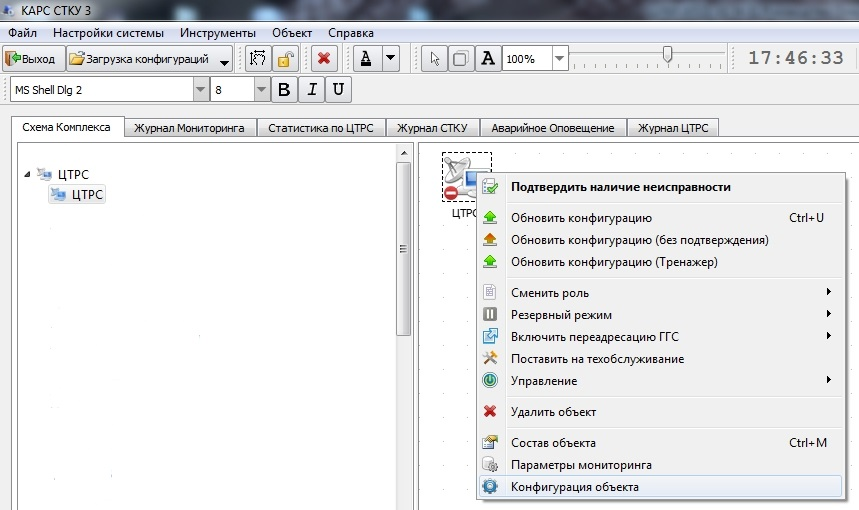 КАРС СТКУ 3
Файл Настройки системы Инструменты Объект Справка
Выход Загрузка конфигураций A A 100% 17:46:33
MS Shell Dlg 2 8 B I U
Схема Комплекса Журнал Мониторинга Статистика по ЦТРС Журнал СТКУ Аварийное Оповещение Журнал ЦТРС
ЦТРС
ЦТРС
ЦТРС
Подтвердить наличие неисправности
Обновить конфигурацию Ctrl+U
Обновить конфигурацию (без подтверждения)
Обновить конфигурацию (Тренажер)
Сменить роль
Резервный режим
Включить переадресацию ГГС
Поставить на техобслуживание
Управление
Удалить объект
Состав объекта Ctrl+M
Параметры мониторинга
Конфигурация объекта